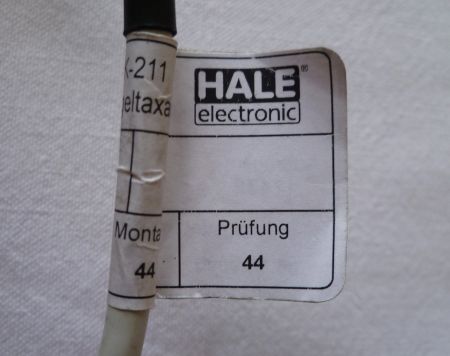 K-211
eltaxa
HALE®
electronic
Monta
44
Prüfung
44